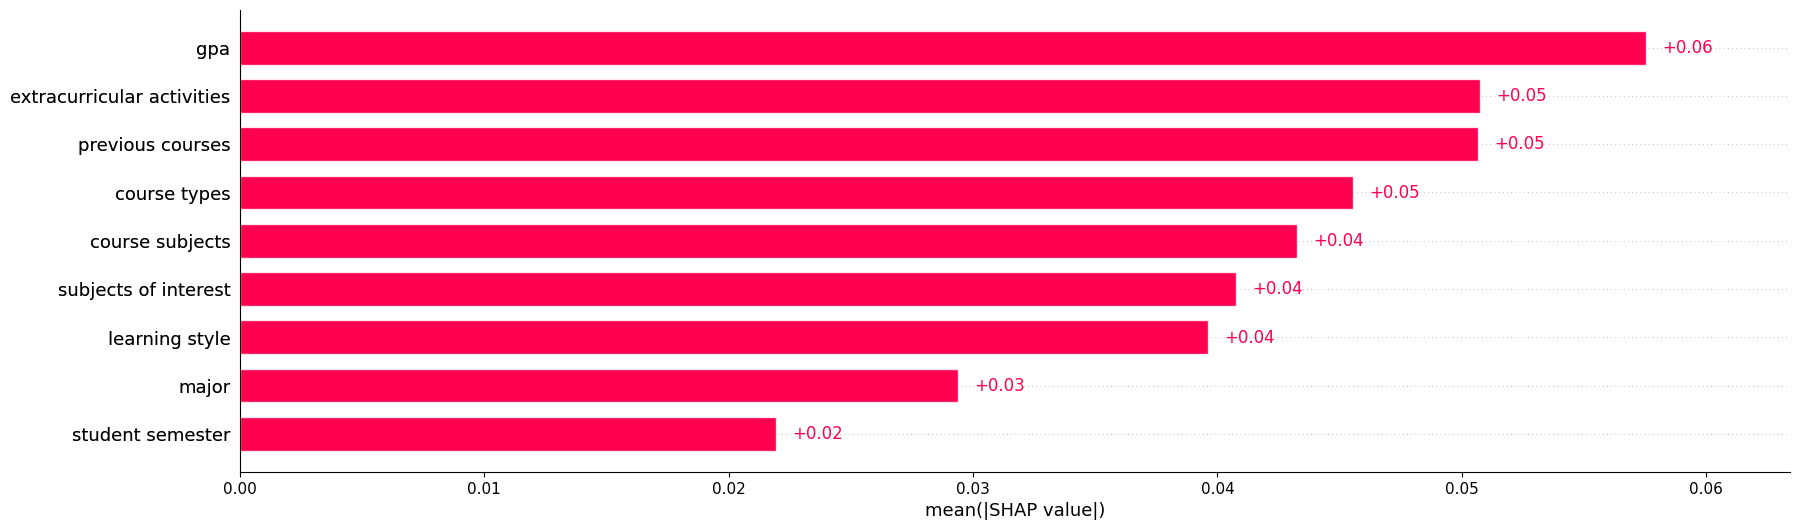 gpa +0.06
extracurricular activities +0.05
previous courses +0.05
course types +0.05
course subjects +0.04
subjects of interest +0.04
learning style +0.04
major +0.03
student semester +0.02
0.00 0.01 0.02 0.03 0.04 0.05 0.06
mean(|SHAP value|)